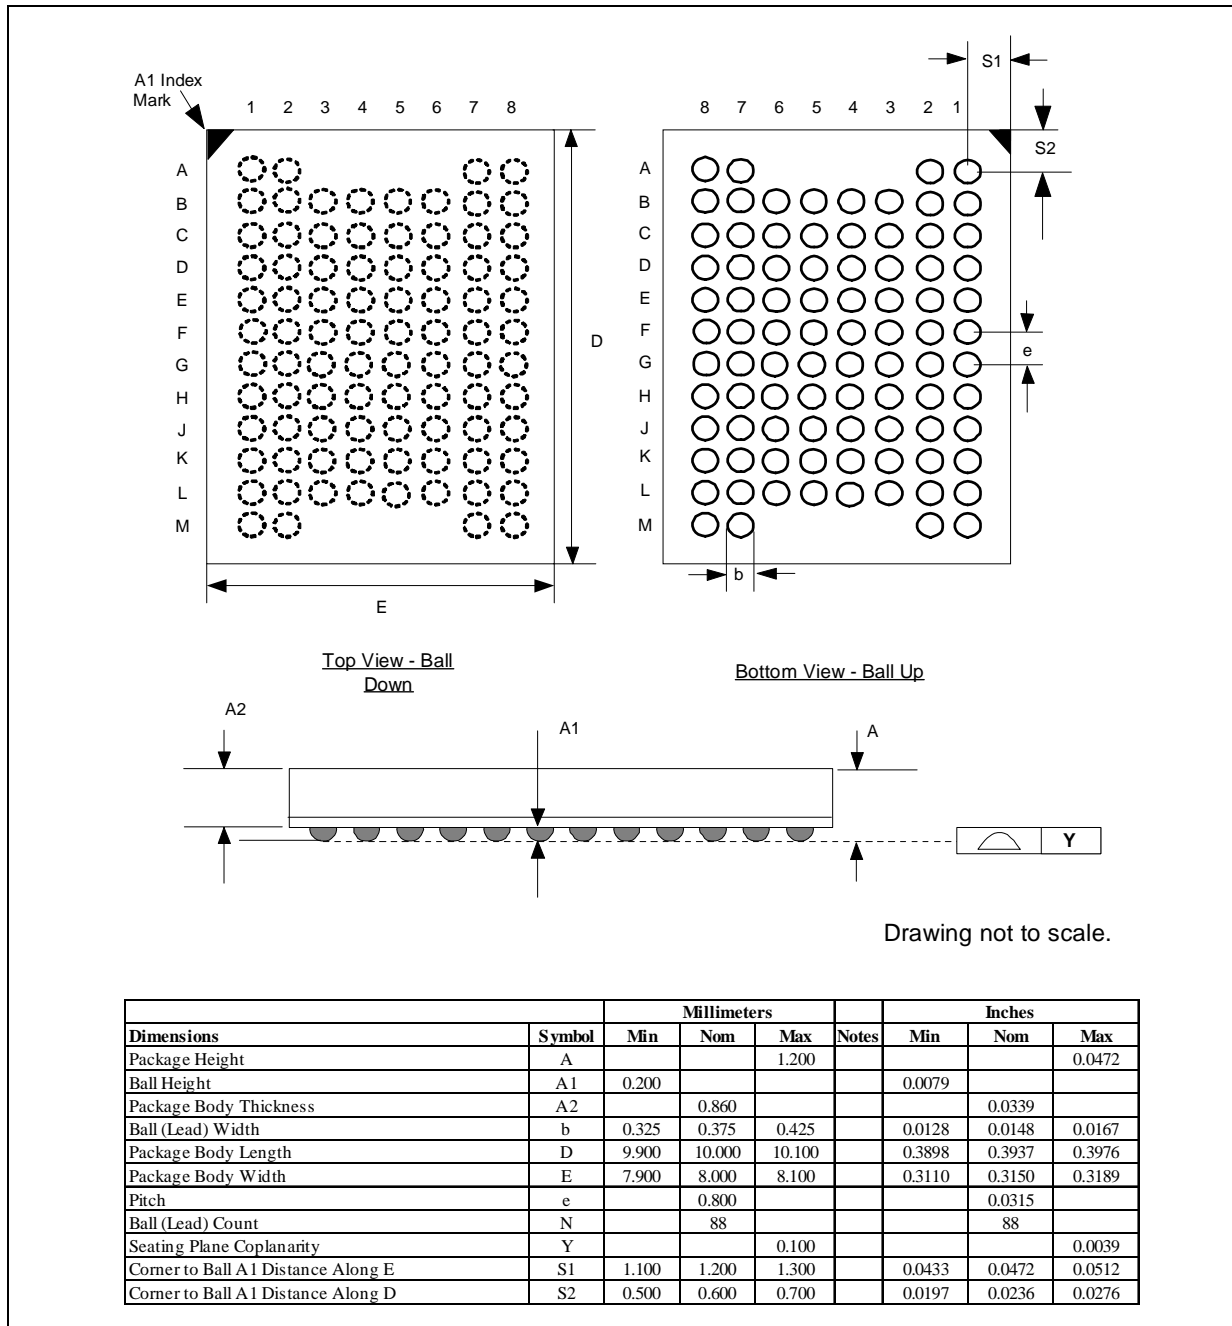 A1 Index
Mark
1 2 3 4 5 6 7 8
8 7 6 5 4 3 2 1
S1
S2
A
B
C
D
E
F
G
H
J
K
L
M
D
E
A
B
C
D
E
F
G
H
J
K
L
M
e
b
Top View - Ball
Down
Bottom View - Ball Up
A2
A1
A
Y
Drawing not to scale.
Millimeters Inches
Dimensions Symbol Min Nom Max Notes Min Nom Max
Package Height A 1.200 0.0472
Ball Height A1 0.200 0.0079
Package Body Thickness A2 0.860 0.0339
Ball (Lead) Width b 0.325 0.375 0.425 0.0128 0.0148 0.0167
Package Body Length D 9.900 10.000 10.100 0.3898 0.3937 0.3976
Package Body Width E 7.900 8.000 8.100 0.3110 0.3150 0.3189
Pitch e 0.800 0.0315
Ball (Lead) Count N 88 88
Seating Plane Coplanarity Y 0.100 0.0039
Corner to Ball A1 Distance Along E S1 1.100 1.200 1.300 0.0433 0.0472 0.0512
Corner to Ball A1 Distance Along D S2 0.500 0.600 0.700 0.0197 0.0236 0.0276